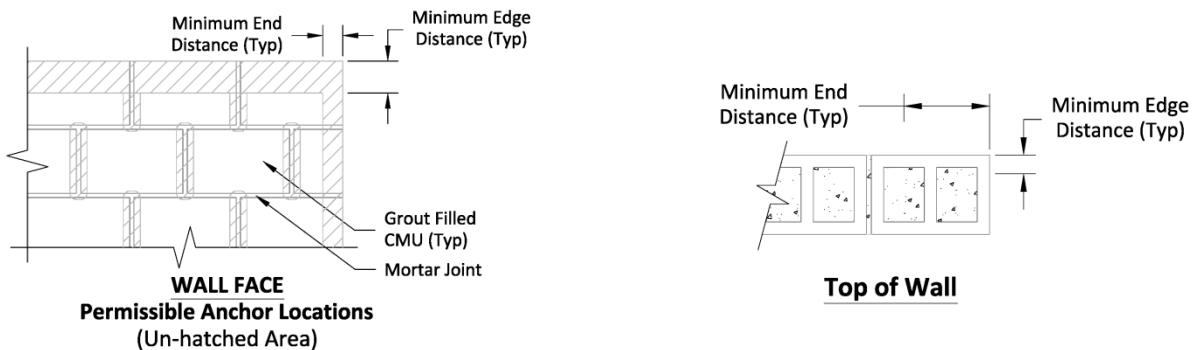 Minimum End
Distance (Typ)
Minimum Edge
Distance (Typ)
Grout Filled
CMU (Typ)
Mortar Joint
WALL FACE
Permissible Anchor Locations
(Un-hatched Area)
Minimum End
Distance (Typ)
Minimum Edge
Distance (Typ)
Top of Wall